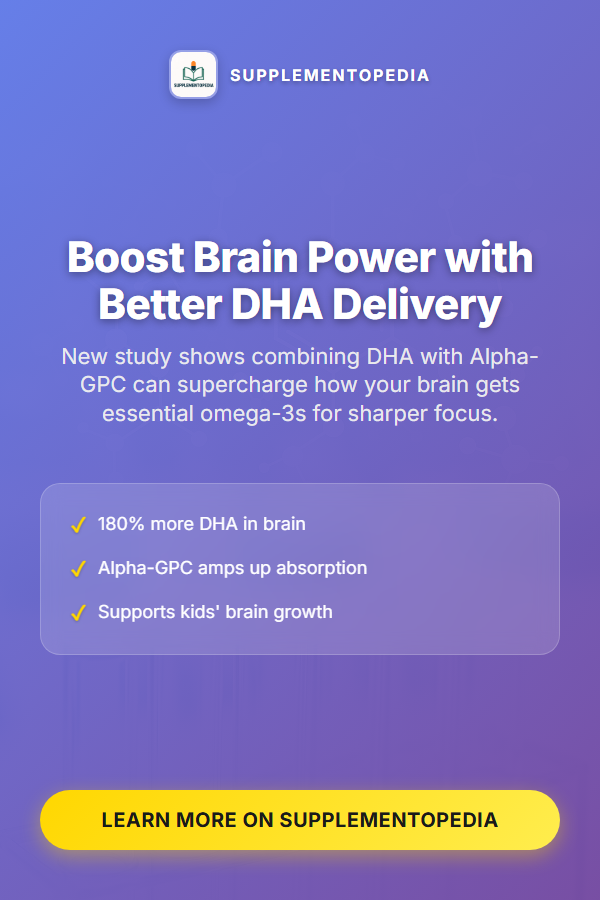 SUPPLEMENTOPEDIA
SUPPLEMENTOPEDIA
Boost Brain Power with
Better DHA Delivery
New study shows combining DHA with Alpha-
GPC can supercharge how your brain gets
essential omega-3s for sharper focus.
180% more DHA in brain
Alpha-GPC amps up absorption
Supports kids' brain growth
LEARN MORE ON SUPPLEMENTOPEDIA